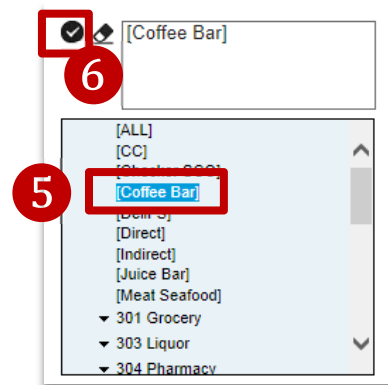 [Coffee Bar]
6
[ALL]
[CC]
5
[Coffee Bar]
[Direct]
[Indirect]
[Juice Bar]
[Meat Seafood]
301 Grocery
303 Liquor
304 Pharmacy